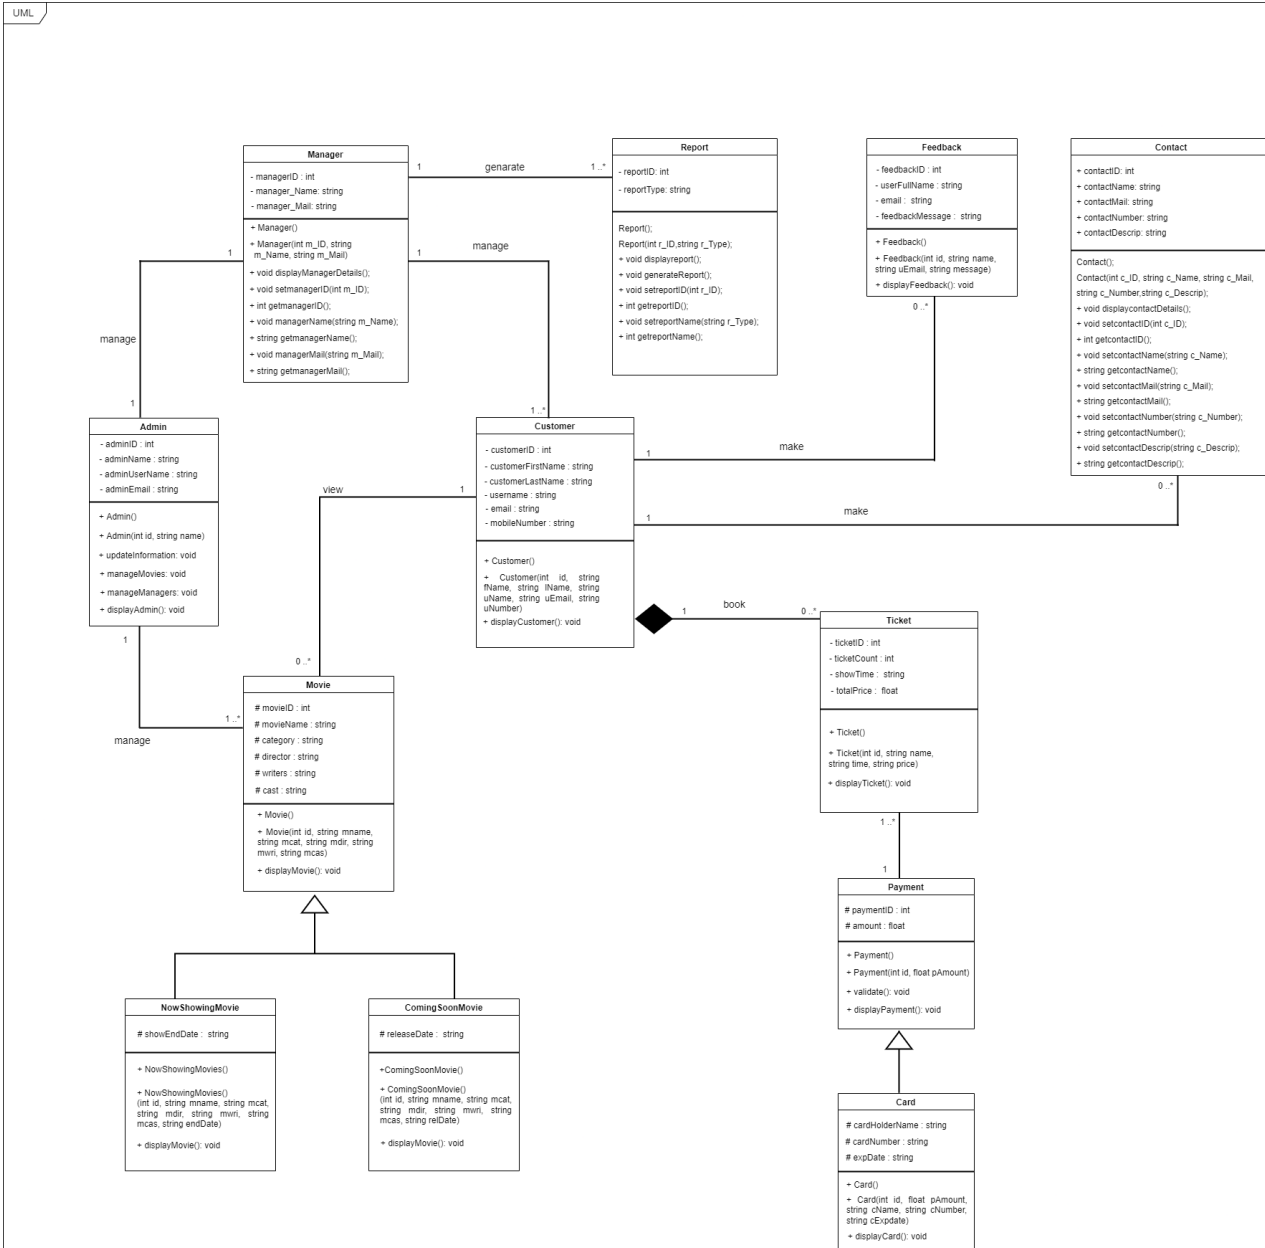 UML
Manager
- managerID : int
- manager_Name: string
- manager_Mail: string
+ Manager()
+ Manager(int m_ID, string
m_Name, string m_Mail)
+ void displayManagerDetails();
+ void setmanagerID(int m_ID);
+ int getmanagerID();
+ void managerName(string m_Name);
+ string getmanagerName();
+ void managerMail(string m_Mail);
+ string getmanagerMail();
1
genarate
1..*
Report
- reportID: int
- reportType: string
Report();
Report(int r_ID,string r_Type);
+ void displayreport();
+ void generateReport();
+ void setreportID(int r_ID);
+ int getreportID();
+ void setreportName(string r_Type);
+ int getreportName();
Feedback
- feedbackID : int
- userFullName : string
- email : string
- feedbackMessage : string
+ Feedback()
+ Feedback(int id, string name,
string uEmail, string message)
+ displayFeedback(): void
0 ..*
Contact
+ contactID: int
+ contactName: string
+ contactMail: string
+ contactNumber: string
+ contactDescrip: string
Contact();
Contact(int c_ID, string c_Name, string c_Mail,
string c_Number,string c_Descrip);
+ void displaycontactDetails();
+ void setcontactID(int c_ID);
+ int getcontactID();
+ void setcontactName(string c_Name);
+ string getcontactName();
+ void setcontactMail(string c_Mail);
+ string getcontactMail();
+ void setcontactNumber(string c_Number);
+ string getcontactNumber();
+ void setcontactDescrip(string c_Descrip);
+ string getcontactDescrip();
0 ..*
1
manage
1
1
manage
1 ..*
Admin
- adminID : int
- adminName : string
- adminUserName : string
- adminEmail : string
+ Admin()
+ Admin(int id, string name)
+ updateInformation: void
+ manageMovies: void
+ manageManagers: void
+ displayAdmin(): void
1
manage
1 ..*
Customer
- customerID : int
- customerFirstName : string
- customerLastName : string
- username : string
- email : string
- mobileNumber : string
+ Customer()
+ Customer(int id, string
fName, string lName, string
uName, string uEmail, string
uNumber)
+ displayCustomer(): void
1
make
1
make
view
1
0 ..*
1
book
0 ..*
Movie
# movieID : int
# movieName : string
# category : string
# director : string
# writers : string
# cast : string
+ Movie()
+ Movie(int id, string mname,
string mcat, string mdir, string
mwri, string mcas)
+ displayMovie(): void
Ticket
- ticketID : int
- ticketCount : int
- showTime : string
- totalPrice : float
+ Ticket()
+ Ticket(int id, string name,
string time, string price)
+ displayTicket(): void
1 ..*
1
Payment
# paymentID : int
# amount : float
+ Payment()
+ Payment(int id, float pAmount)
+ validate(): void
+ displayPayment(): void
NowShowingMovie
# showEndDate : string
+ NowShowingMovies()
+ NowShowingMovies()
(int id, string mname, string mcat,
string mdir, string mwri, string
mcas, string endDate)
+ displayMovie(): void
ComingSoonMovie
# releaseDate : string
+ComingSoonMovie()
+ ComingSoonMovie()
(int id, string mname, string mcat,
string mdir, string mwri, string
mcas, string relDate)
+ displayMovie(): void
Card
# cardHolderName : string
# cardNumber : string
# expDate : string
+ Card()
+ Card(int id, float pAmount,
string cName, string cNumber,
string cExpdate)
+ displayCard(): void